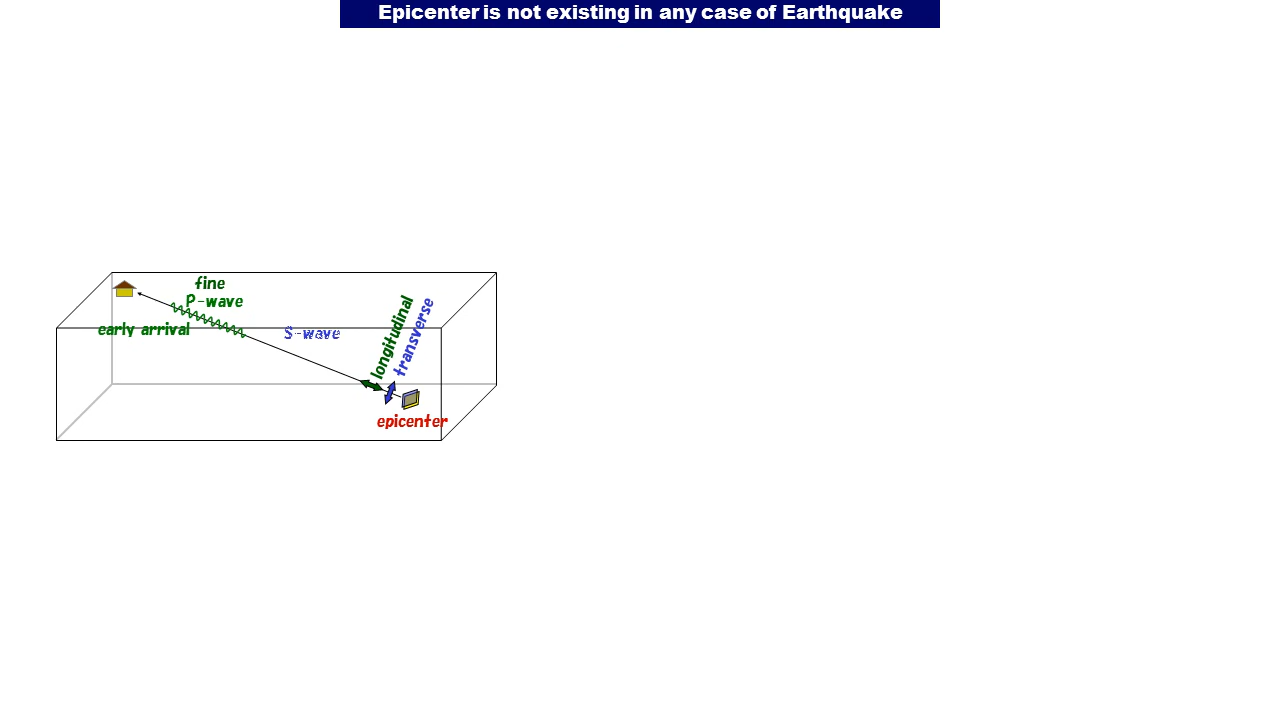 Epicenter is not existing in any case of Earthquake
fine
P-wave
early arrival
S-wave
longitudinal
transverse
epicenter